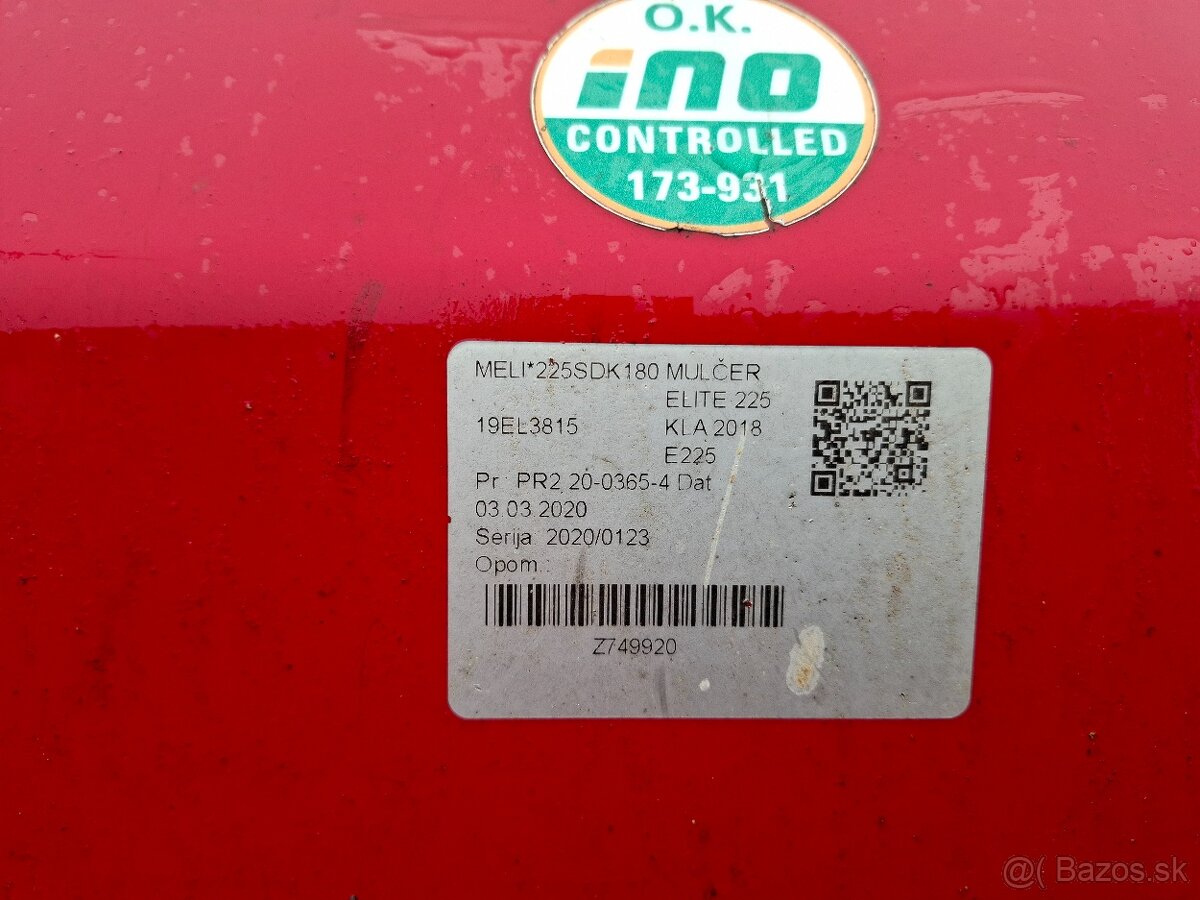 O.K.
ino
CONTROLLED
173-931
MELI*225SDK180 MULČER
ELITE 225
19EL3815 KLA 2018
E225
Pr.: PR2 20-0365-4 Dat
03.03.2020
Serija: 2020/0123
Opom.:
Z749920
@( Bazos.sk